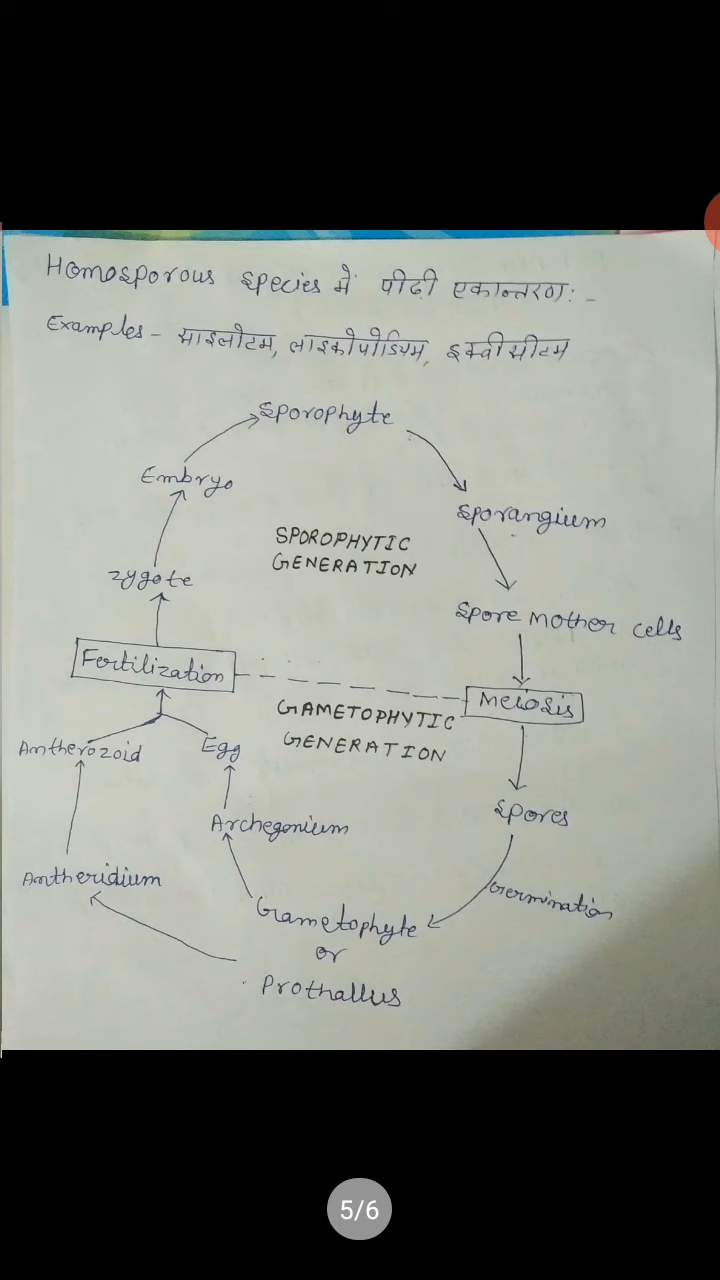 Homosporous Species में पीढी एकान्तरण:-
Examples- साइलोटम, लाइकोपोडियम, इक्वीसीटम
Sporophyte
Embryo
Sporangium
SPOROPHYTIC
GENERATION
Zygote
Spore Mother cells
Fertilization
Meiosis
GAMETOPHYTIC
GENERATION
Antherozoid
Egg
Spores
Archegonium
Antheridium
Germination
Gametophyte
or
Prothallus
5/6